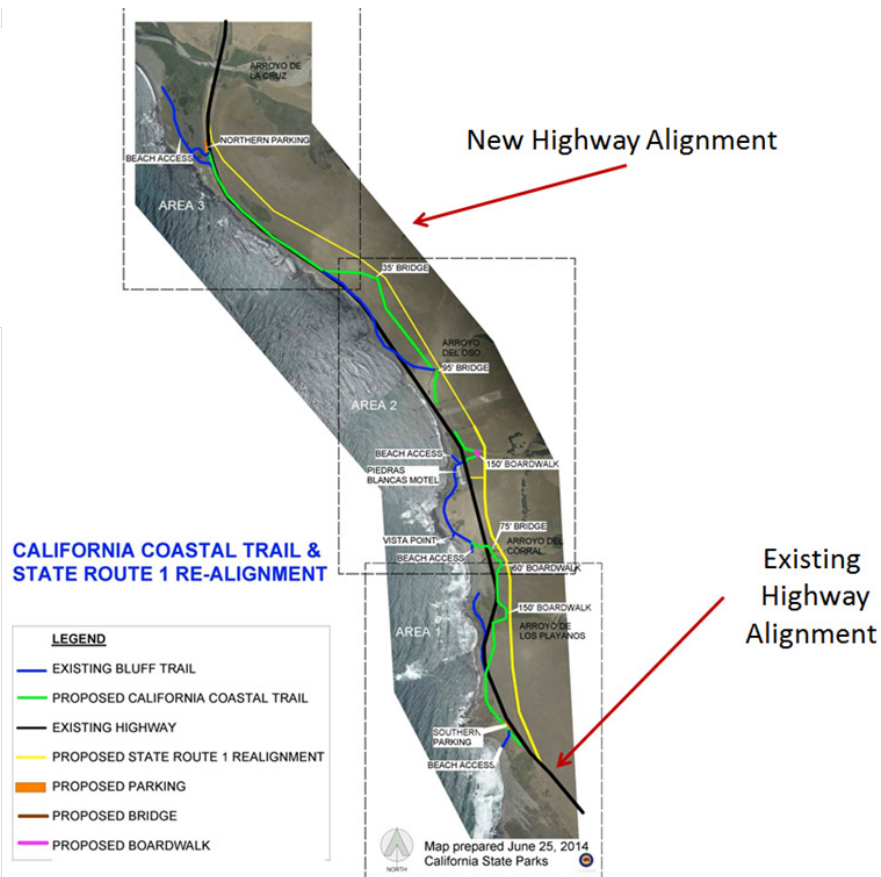 ARROYO DE
LA CRUZ
NORTHERN PARKING
BEACH ACCESS
AREA 3
New Highway Alignment
35' BRIDGE
ARROYO
DEL OSO
95' BRIDGE
AREA 2
BEACH ACCESS
150' BOARDWALK
PIEDRAS
BLANCAS MOTEL
75' BRIDGE
VISTA POINT
ARROYO DEL
CORRAL
BEACH ACCESS
60' BOARDWALK
CALIFORNIA COASTAL TRAIL &
STATE ROUTE 1 RE-ALIGNMENT
Existing
Highway
Alignment
150' BOARDWALK
AREA 1
ARROYO DE
LOS PLAYANOS
SOUTHERN
PARKING
BEACH ACCESS
LEGEND
EXISTING BLUFF TRAIL
PROPOSED CALIFORNIA COASTAL TRAIL
EXISTING HIGHWAY
PROPOSED STATE ROUTE 1 REALIGNMENT
PROPOSED PARKING
PROPOSED BRIDGE
PROPOSED BOARDWALK
NORTH
Map prepared June 25, 2014
California State Parks